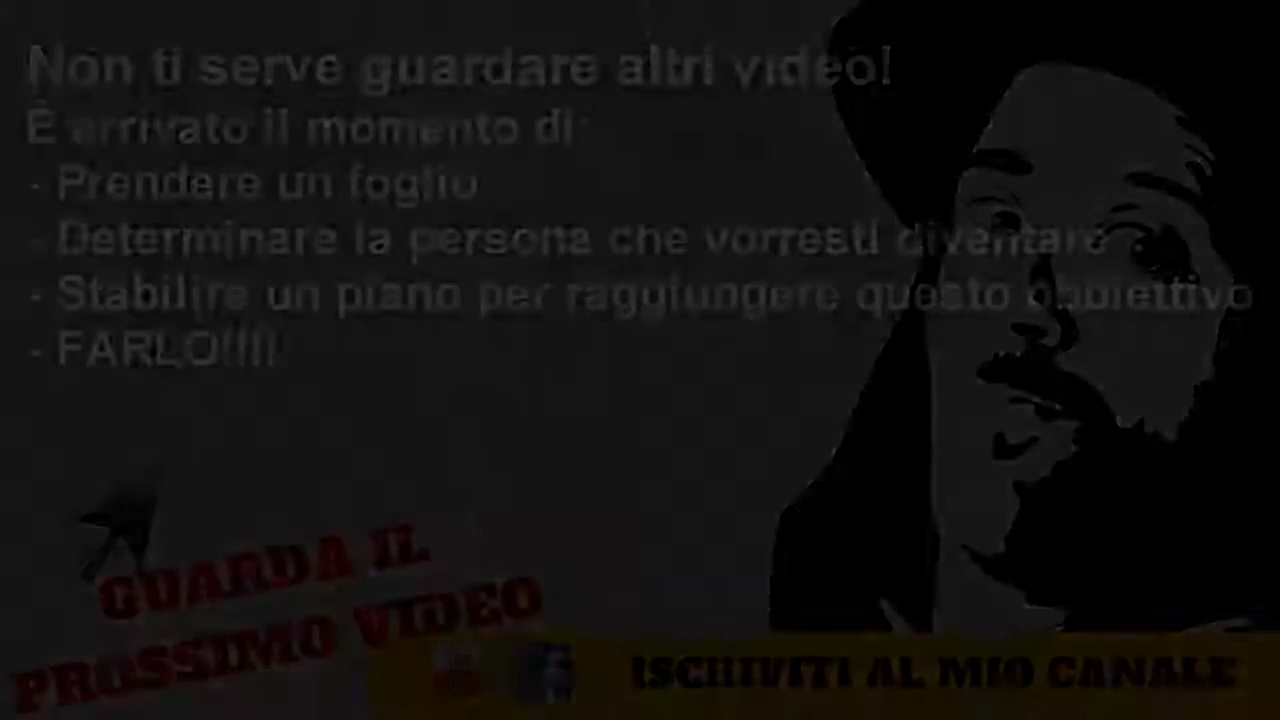 Non ti serve guardare altri video!
È arrivato il momento di:
- Prendere un foglio
- Determinare la persona che vorresti diventare
- Stabilire un piano per raggiungere questo obbiettivo
- FARLO!!!!!
GUARDA IL
PROSSIMO VIDEO
ISCHIVITI AL MIO CANALE